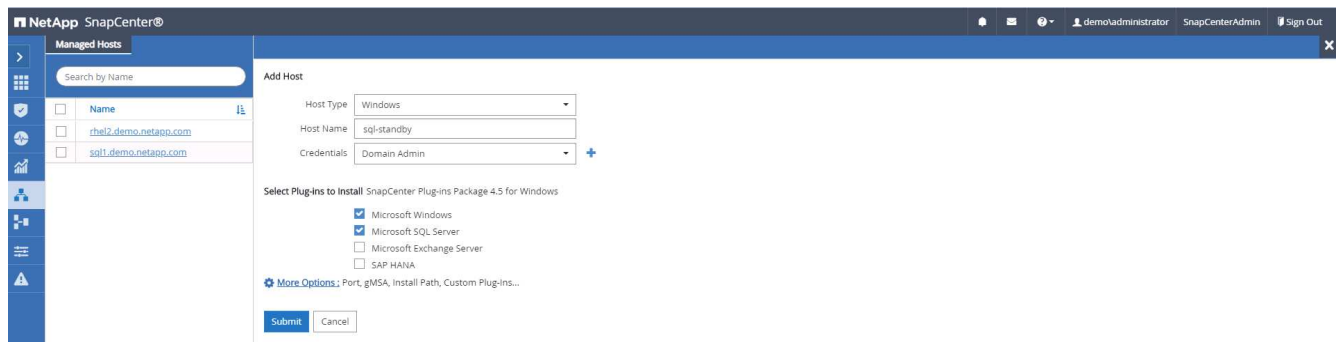 NetApp SnapCenter®
demo\administrator SnapCenterAdmin Sign Out
Managed Hosts
Search by Name
Name
rhel2.demo.netapp.com
sql1.demo.netapp.com
Add Host
Host Type Windows
Host Name sql-standby
Credentials Domain Admin
Select Plug-ins to Install SnapCenter Plug-ins Package 4.5 for Windows
Microsoft Windows
Microsoft SQL Server
Microsoft Exchange Server
SAP HANA
More Options : Port, gMSA, Install Path, Custom Plug-Ins...
Submit Cancel